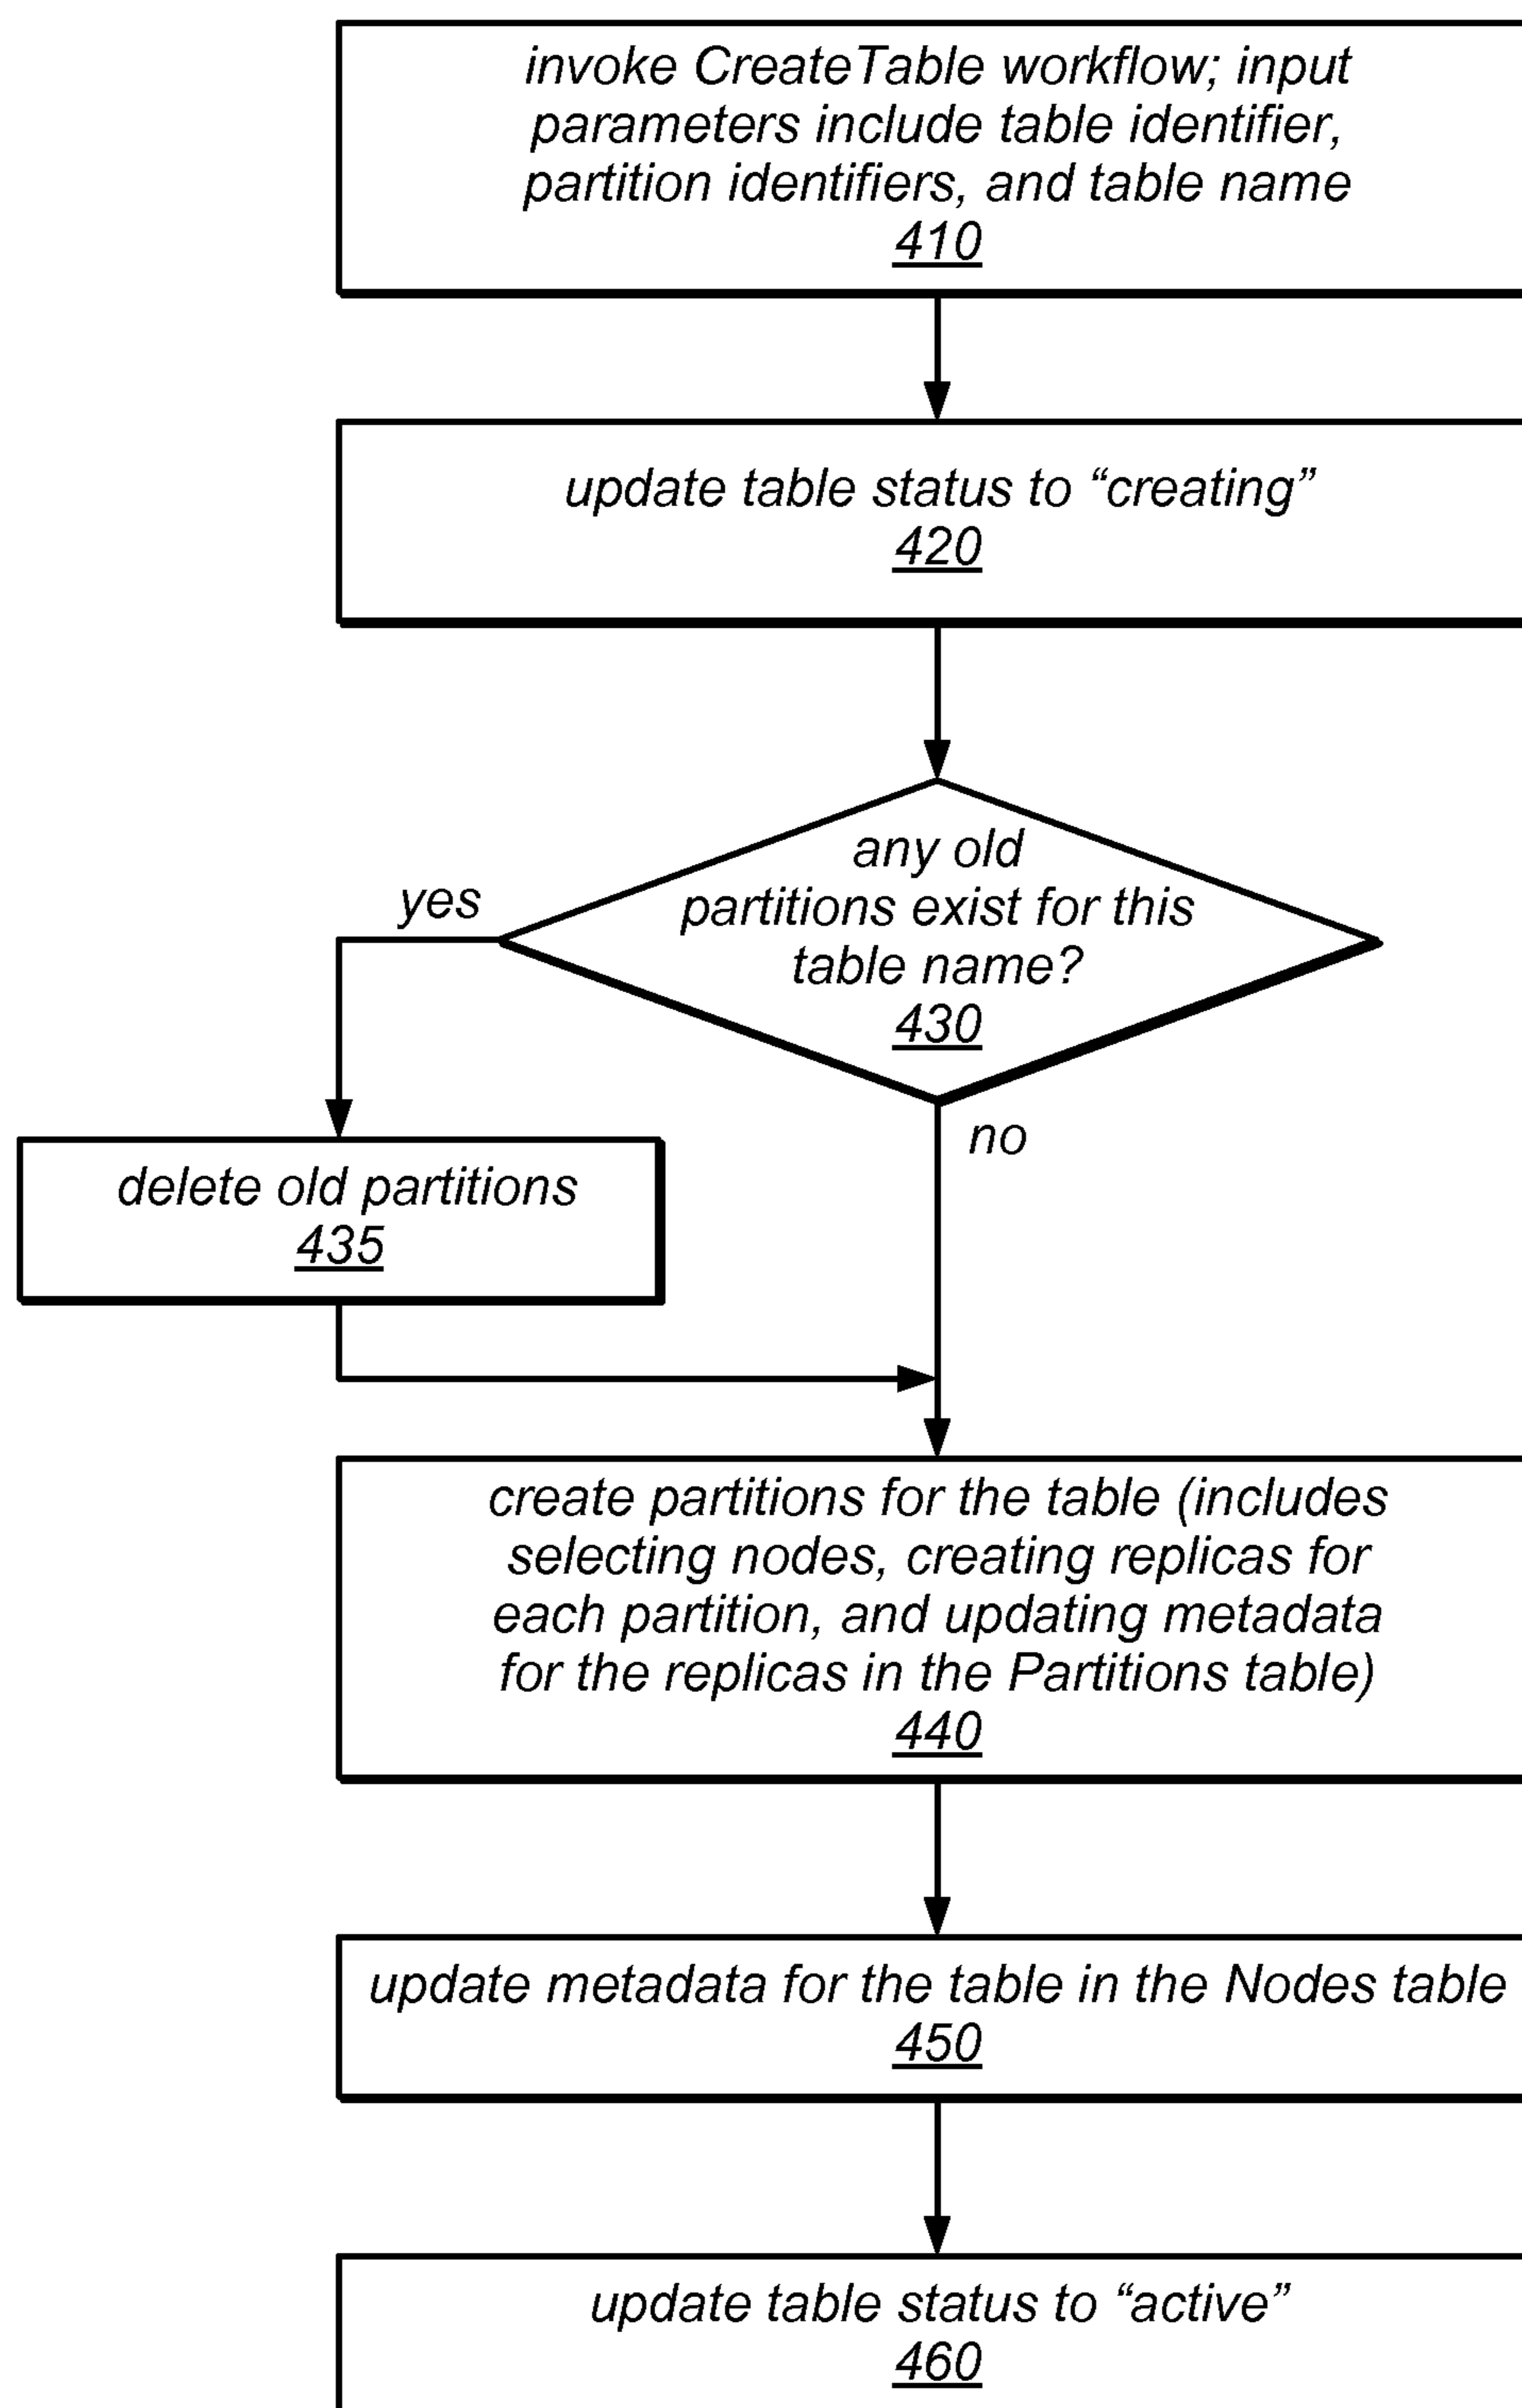 invoke CreateTable workflow; input
parameters include table identifier,
partition identifiers, and table name
410
update table status to “creating”
420
any old
partitions exist for this
table name?
430
yes
no
delete old partitions
435
create partitions for the table (includes
selecting nodes, creating replicas for
each partition, and updating metadata
for the replicas in the Partitions table)
440
update metadata for the table in the Nodes table
450
update table status to “active”
460